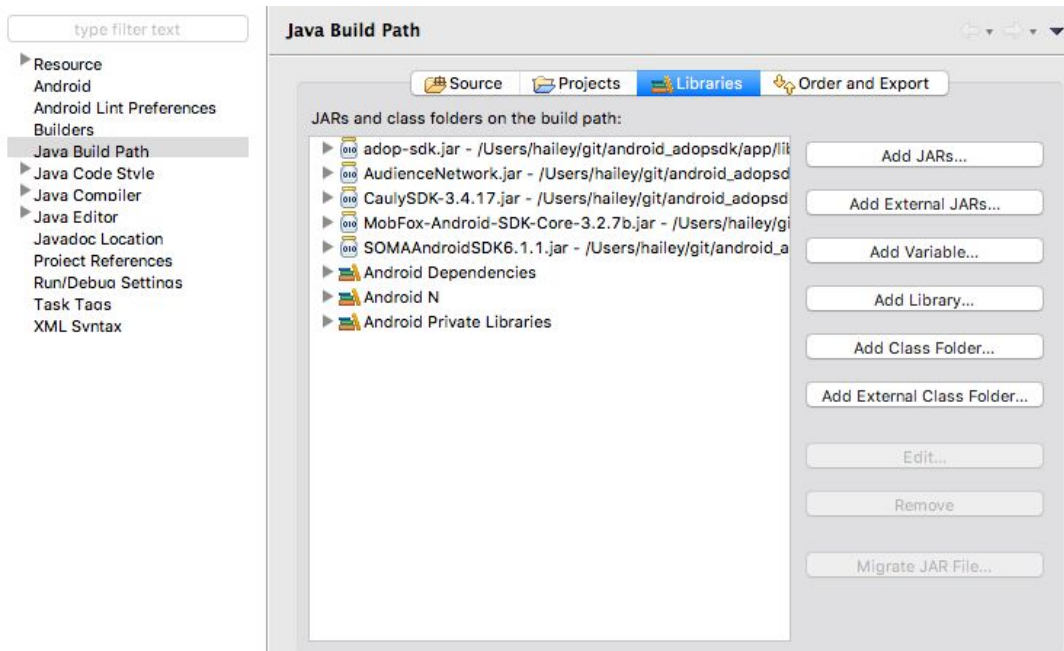 type filter text
Resource
Android
Android Lint Preferences
Builders
Java Build Path
Java Code Style
Java Compiler
Java Editor
Javadoc Location
Project References
Run/Debug Settings
Task Tags
XML Syntax
Java Build Path
Source
Projects
Libraries
Order and Export
JARs and class folders on the build path:
adop-sdk.jar - /Users/hailey/git/android_adopsdk/app/lib
AudienceNetwork.jar - /Users/hailey/git/android_adopsd
CaulySDK-3.4.17.jar - /Users/hailey/git/android_adopsd
MobFox-Android-SDK-Core-3.2.7b.jar - /Users/hailey/gi
SOMAAndroidSDK6.1.1.jar - /Users/hailey/git/android_a
Android Dependencies
Android N
Android Private Libraries
Add JARs...
Add External JARs...
Add Variable...
Add Library...
Add Class Folder...
Add External Class Folder...
Edit...
Remove
Migrate JAR File...